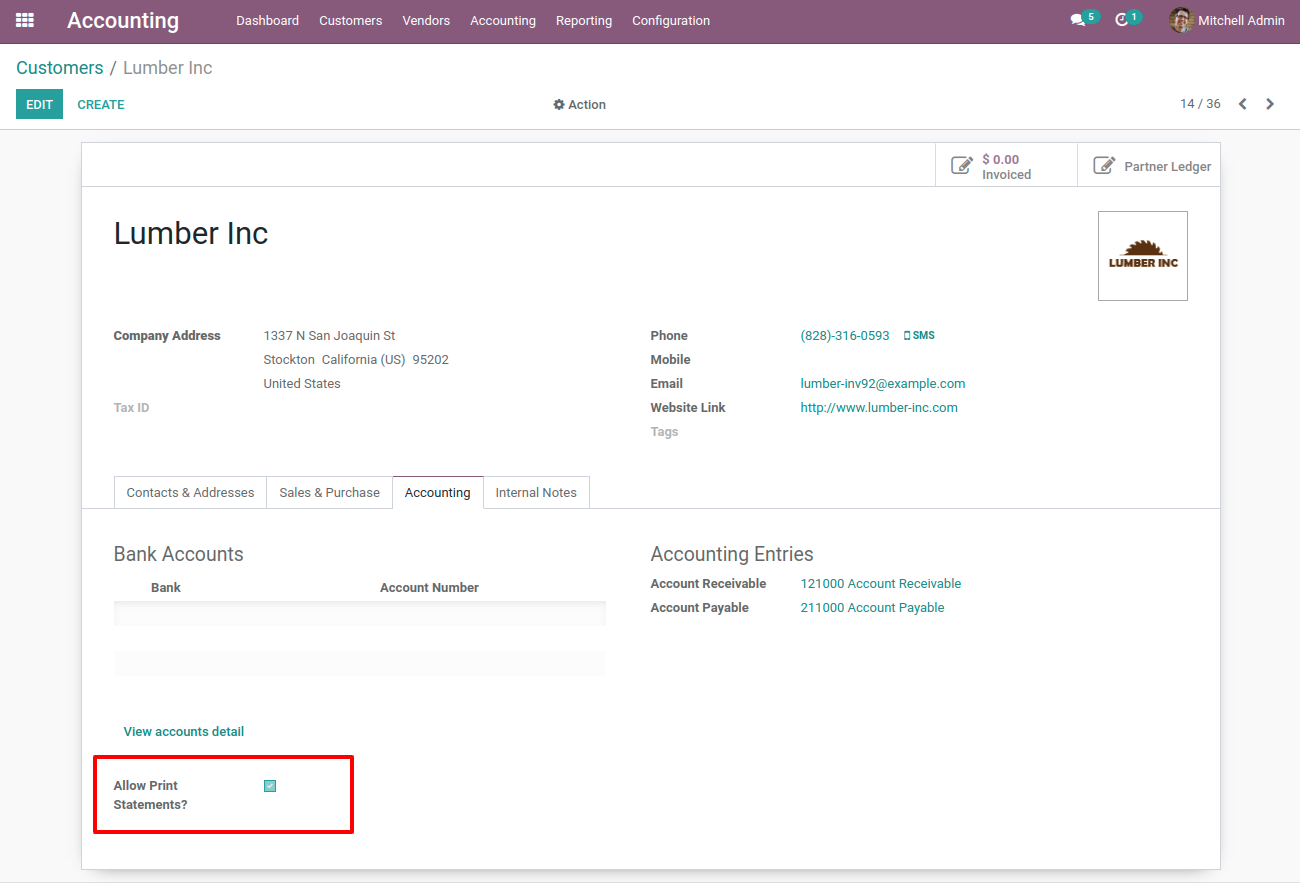 Accounting
Dashboard Customers Vendors Accounting Reporting Configuration
5 1 Mitchell Admin
Customers / Lumber Inc
EDIT CREATE
Action
14 / 36
$ 0.00
Invoiced
Partner Ledger
Lumber Inc
LUMBER INC
Company Address 1337 N San Joaquin St
Stockton California (US) 95202
United States
Tax ID
Phone (828)-316-0593 SMS
Mobile
Email lumber-inv92@example.com
Website Link http://www.lumber-inc.com
Tags
Contacts & Addresses Sales & Purchase Accounting Internal Notes
Bank Accounts
Bank Account Number
View accounts detail
Accounting Entries
Account Receivable 121000 Account Receivable
Account Payable 211000 Account Payable
Allow Print
Statements?